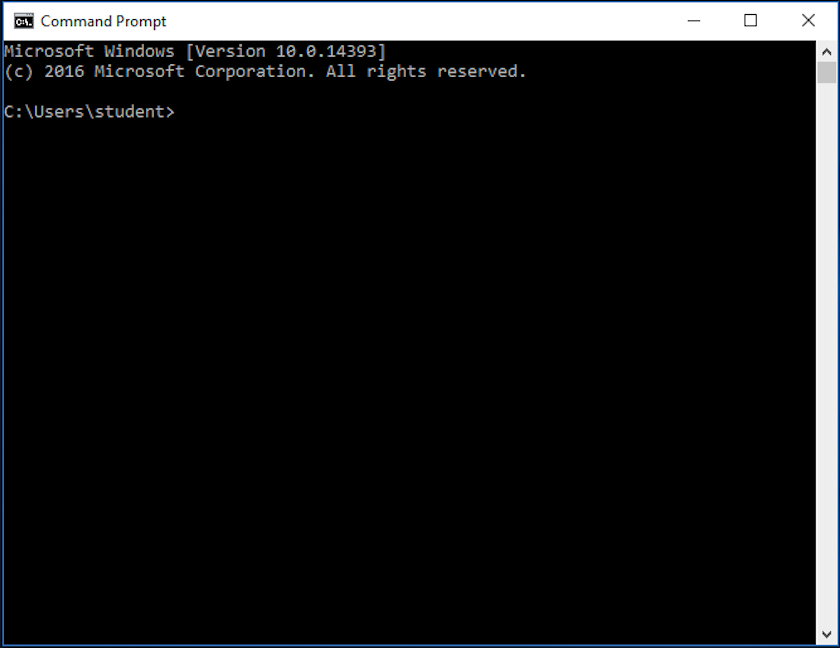 Command Prompt
Microsoft Windows [Version 10.0.14393]
(c) 2016 Microsoft Corporation. All rights reserved.
C:\Users\student>